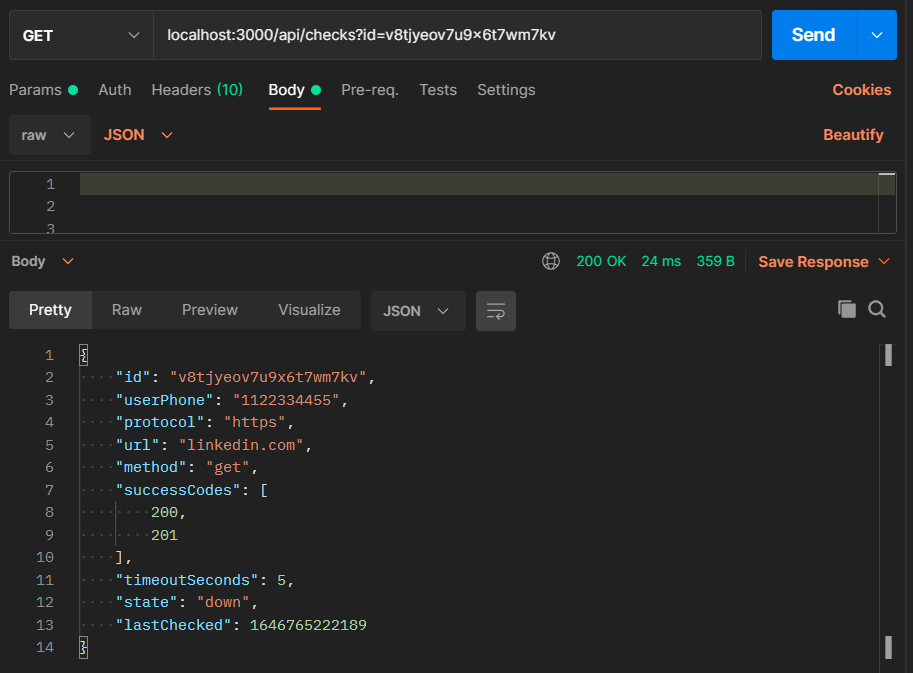 GET localhost:3000/api/checks?id=v8tjyeov7u9×6t7wm7kv Send
Params Auth Headers (10) Body Pre-req. Tests Settings Cookies
raw JSON Beautify
1
2
3
Body 200 OK 24 ms 359 B Save Response
Pretty Raw Preview Visualize JSON
1 {
2 "id": "v8tjyeov7u9x6t7wm7kv",
3 "userPhone": "1122334455",
4 "protocol": "https",
5 "url": "linkedin.com",
6 "method": "get",
7 "successCodes": [
8 200,
9 201
10 ],
11 "timeoutSeconds": 5,
12 "state": "down",
13 "lastChecked": 1646765222189
14 }